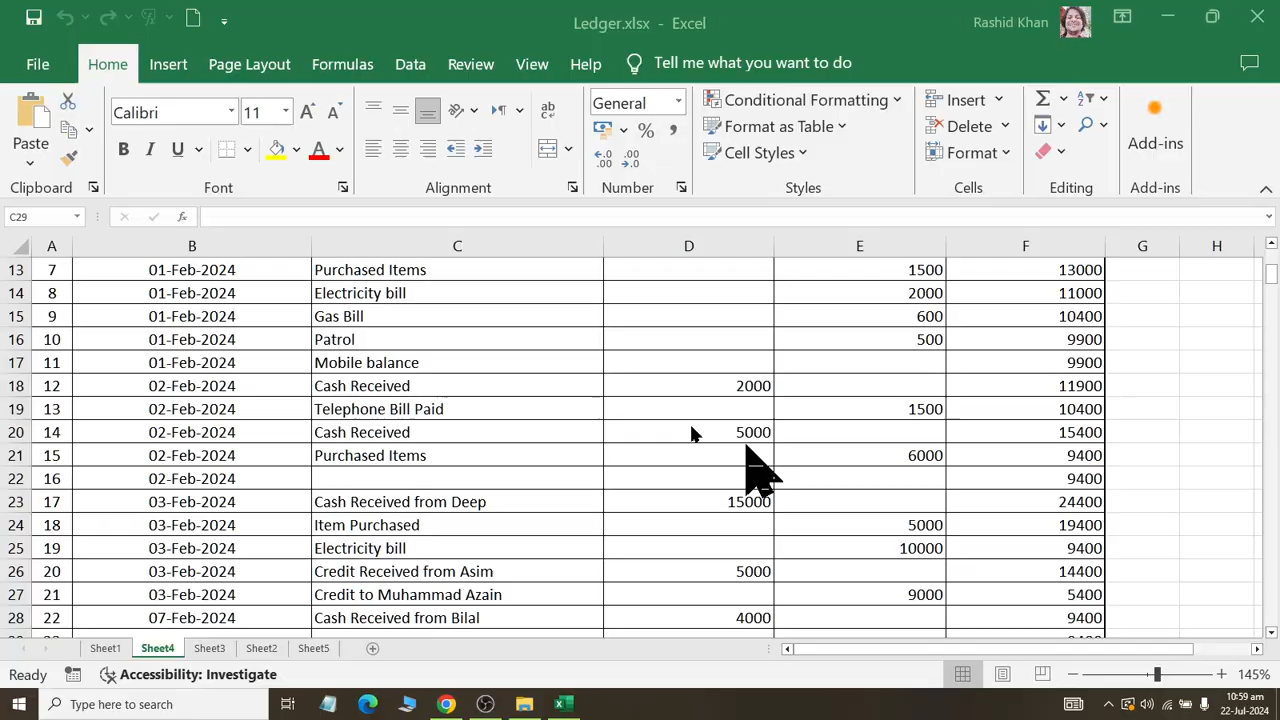 Ledger.xlsx - Excel
Rashid Khan
File Home Insert Page Layout Formulas Data Review View Help Tell me what you want to do
Paste
Calibri 11
B I U A
General
% ,
Conditional Formatting
Format as Table
Cell Styles
Insert
Delete
Format
Add-ins
Clipboard Font Alignment Number Styles Cells Editing Add-ins
C29 fx
A B C D E F G H
13 7 01-Feb-2024 Purchased Items 1500 13000
14 8 01-Feb-2024 Electricity bill 2000 11000
15 9 01-Feb-2024 Gas Bill 600 10400
16 10 01-Feb-2024 Patrol 500 9900
17 11 01-Feb-2024 Mobile balance 9900
18 12 02-Feb-2024 Cash Received 2000 11900
19 13 02-Feb-2024 Telephone Bill Paid 1500 10400
20 14 02-Feb-2024 Cash Received 5000 15400
21 15 02-Feb-2024 Purchased Items 6000 9400
22 16 02-Feb-2024 9400
23 17 03-Feb-2024 Cash Received from Deep 15000 24400
24 18 03-Feb-2024 Item Purchased 5000 19400
25 19 03-Feb-2024 Electricity bill 10000 9400
26 20 03-Feb-2024 Credit Received from Asim 5000 14400
27 21 03-Feb-2024 Credit to Muhammad Azain 9000 5400
28 22 07-Feb-2024 Cash Received from Bilal 4000 9400
Sheet1 Sheet4 Sheet3 Sheet2 Sheet5
Ready Accessibility: Investigate 145%
Type here to search
10:59 am
22-Jul-2024